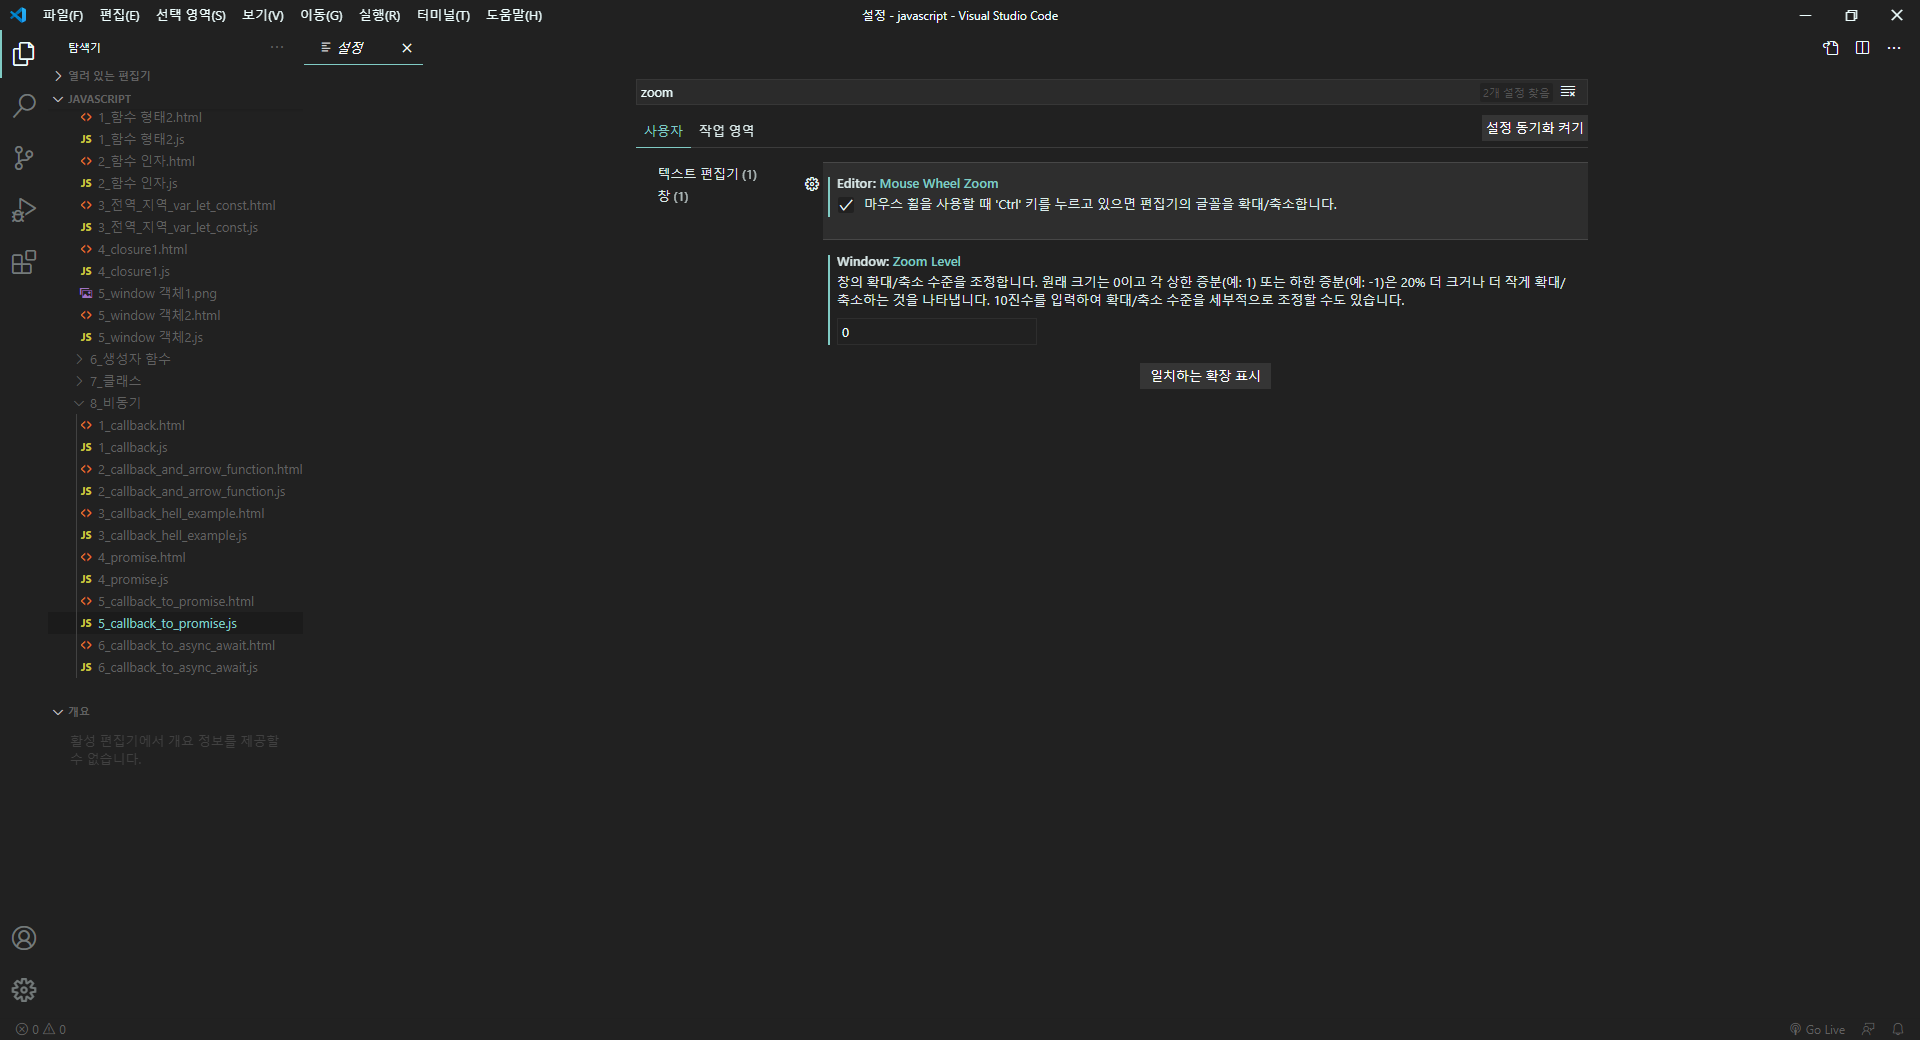 파일(F) 편집(E) 선택 영역(S) 보기(V) 이동(G) 실행(R) 터미널(T) 도움말(H)
설정 - javascript - Visual Studio Code
탐색기
설정
열려 있는 편집기
JAVASCRIPT
1_함수 형태2.html
JS 1_함수 형태2.js
2_함수 인자.html
JS 2_함수 인자.js
3_전역_지역_var_let_const.html
JS 3_전역_지역_var_let_const.js
4_closure1.html
JS 4_closure1.js
5_window 객체1.png
5_window 객체2.html
JS 5_window 객체2.js
6_생성자 함수
7_클래스
8_비동기
1_callback.html
JS 1_callback.js
2_callback_and_arrow_function.html
JS 2_callback_and_arrow_function.js
3_callback_hell_example.html
JS 3_callback_hell_example.js
4_promise.html
JS 4_promise.js
5_callback_to_promise.html
JS 5_callback_to_promise.js
6_callback_to_async_await.html
JS 6_callback_to_async_await.js
개요
활성 편집기에서 개요 정보를 제공할
수 없습니다.
zoom
2개 설정 찾음
사용자 작업 영역
설정 동기화 켜기
텍스트 편집기 (1)
창 (1)
Editor: Mouse Wheel Zoom
마우스 휠을 사용할 때 'Ctrl' 키를 누르고 있으면 편집기의 글꼴을 확대/축소합니다.
Window: Zoom Level
창의 확대/축소 수준을 조정합니다. 원래 크기는 0이고 각 상한 증분(예: 1) 또는 하한 증분(예: -1)은 20% 더 크거나 더 작게 확대/
축소하는 것을 나타냅니다. 10진수를 입력하여 확대/축소 수준을 세부적으로 조정할 수도 있습니다.
0
일치하는 확장 표시
0 0
Go Live